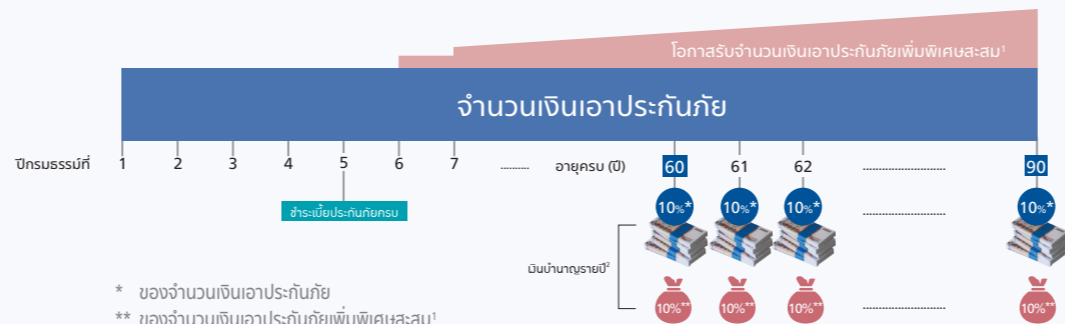 โอกาสรับจำนวนเงินเอาประกันภัยเพิ่มพิเศษสะสม¹
จำนวนเงินเอาประกันภัย
ปีกรมธรรม์ที่ 1 2 3 4 5 6 7 .......... อายุครบ (ปี) 60 61 62 .......................... 90
ชำระเบี้ยประกันภัยครบ
10%* 10%* 10%* .......................... 10%*
เงินบำนาญรายปี²
10%** 10%** 10%** .......................... 10%**
* ของจำนวนเงินเอาประกันภัย
** ของจำนวนเงินเอาประกันภัยเพิ่มพิเศษสะสม¹